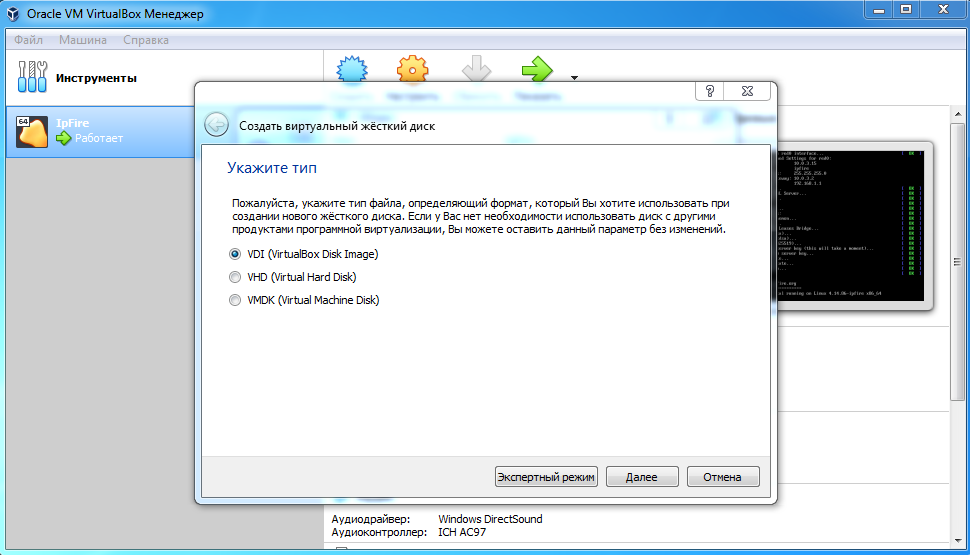 Oracle VM VirtualBox Менеджер
Файл Машина Справка
Инструменты
64
IpFire
Работает
Создать виртуальный жёсткий диск
Укажите тип
Пожалуйста, укажите тип файла, определяющий формат, который Вы хотите использовать при
создании нового жёсткого диска. Если у Вас нет необходимости использовать диск с другими
продуктами программной виртуализации, Вы можете оставить данный параметр без изменений.
VDI (VirtualBox Disk Image)
VHD (Virtual Hard Disk)
VMDK (Virtual Machine Disk)
Экспертный режим Далее Отмена
Аудиодрайвер: Windows DirectSound
Аудиоконтроллер: ICH AC97